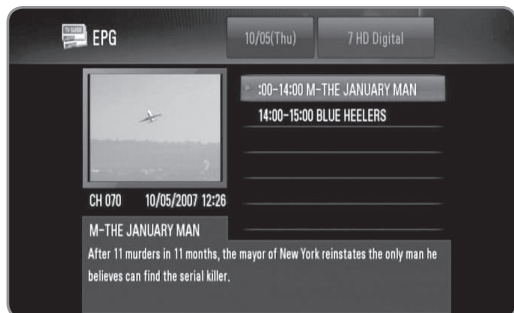 TV GUIDE
EPG
10/05(Thu)
7 HD Digital
:00-14:00 M-THE JANUARY MAN
14:00-15:00 BLUE HEELERS
CH 070 10/05/2007 12:26
M-THE JANUARY MAN
After 11 murders in 11 months, the mayor of New York reinstates the only man he
believes can find the serial killer.